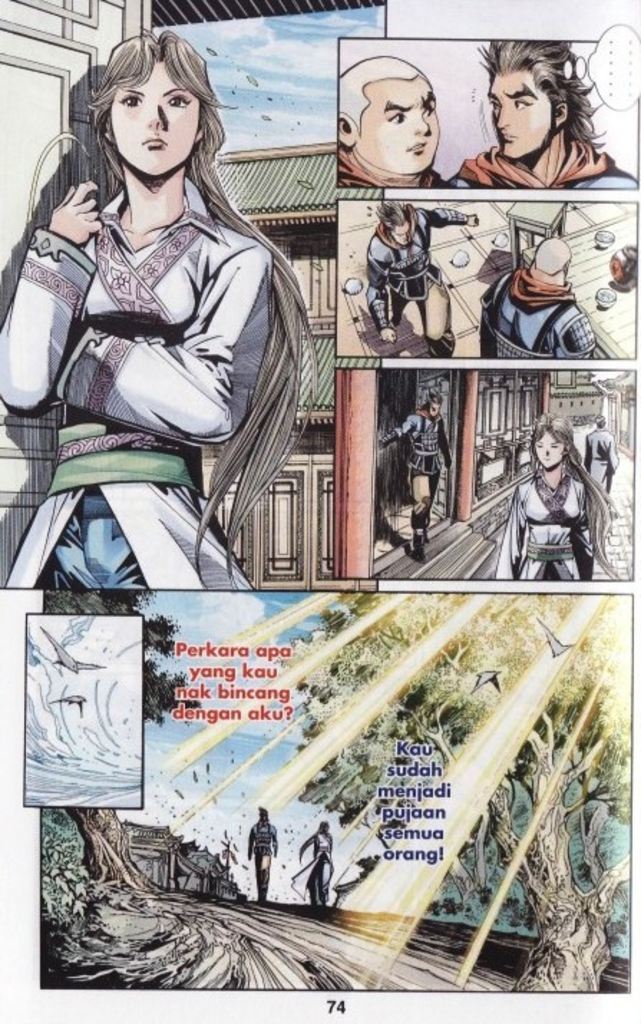 ......
Perkara apa
yang kau
nak bincang
dengan aku?
Kau
sudah
menjadi
pujaan
semua
orang!
74